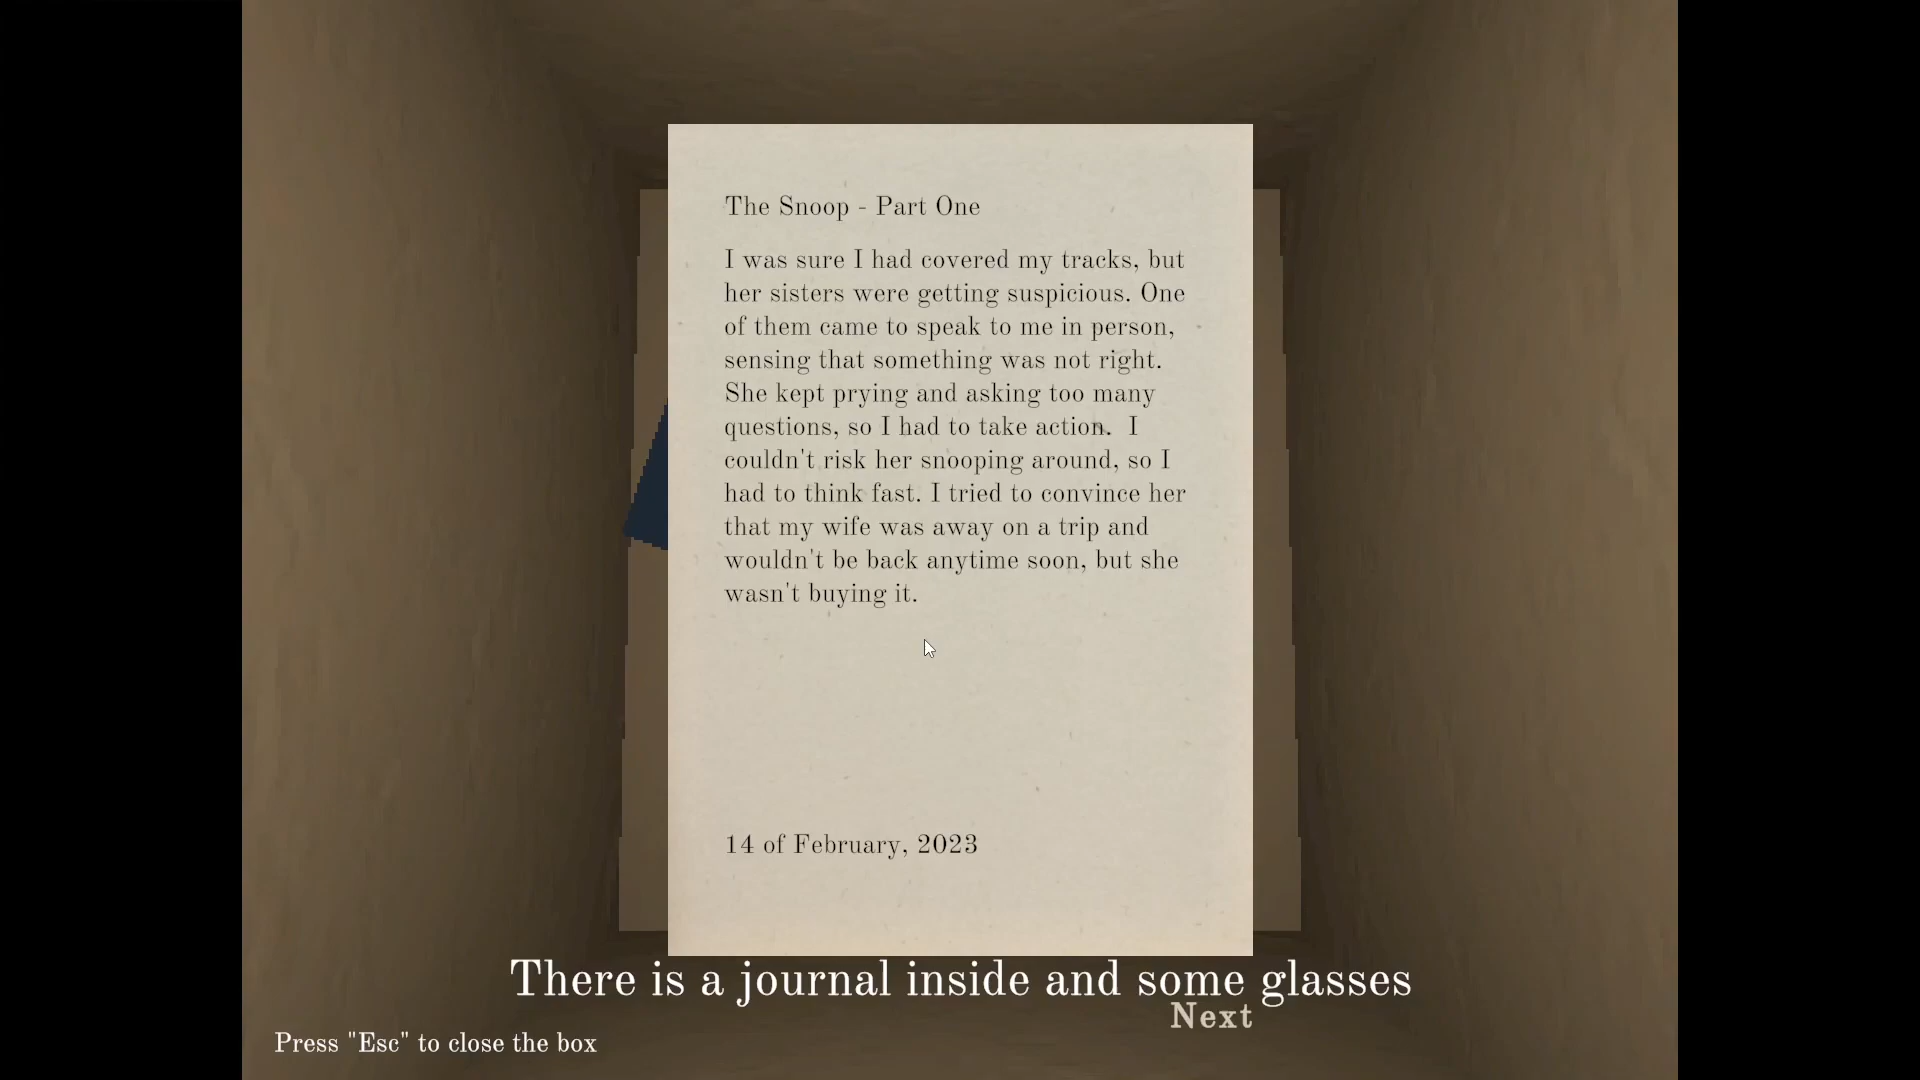 The Snoop - Part One
I was sure I had covered my tracks, but
her sisters were getting suspicious. One
of them came to speak to me in person,
sensing that something was not right.
She kept prying and asking too many
questions, so I had to take action.  I
couldn't risk her snooping around, so I
had to think fast. I tried to convince her
that my wife was away on a trip and
wouldn't be back anytime soon, but she
wasn't buying it.
14 of February, 2023
There is a journal inside and some glasses
Next
Press "Esc" to close the box